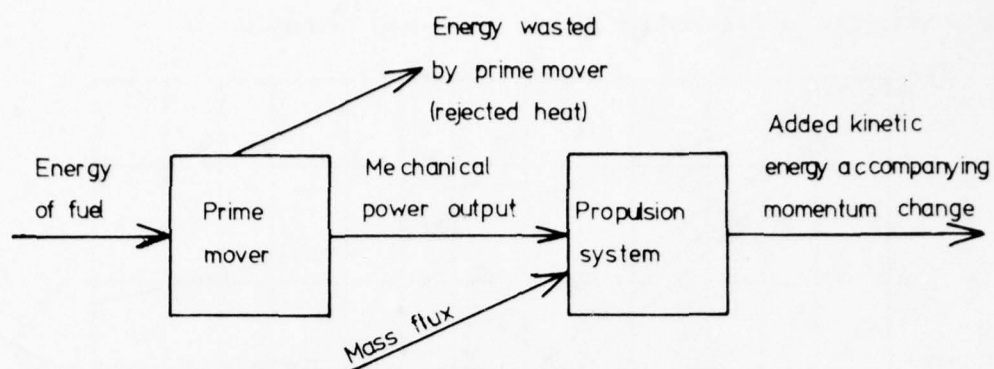 Energy wasted
by prime mover
(rejected heat)
Energy
of fuel
Prime
mover
Mechanical
power output
Mass flux
Propulsion
system
Added kinetic
energy accompanying
momentum change